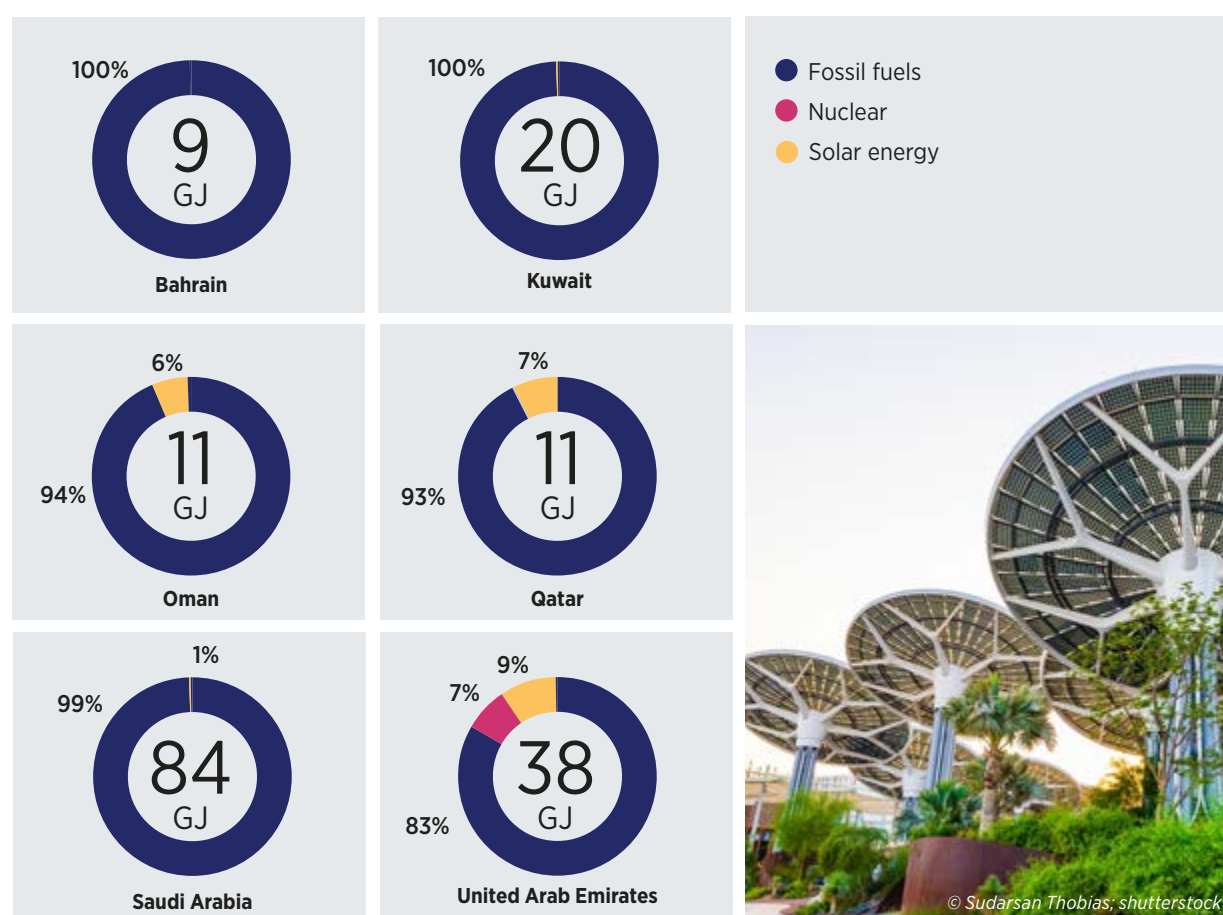 100%
9
GJ
Bahrain
100%
20
GJ
Kuwait
Fossil fuels
Nuclear
Solar energy
6%
94%
11
GJ
Oman
7%
93%
11
GJ
Qatar
1%
99%
84
GJ
Saudi Arabia
9%
7%
83%
38
GJ
United Arab Emirates
© Sudarsan Thobias; shutterstock